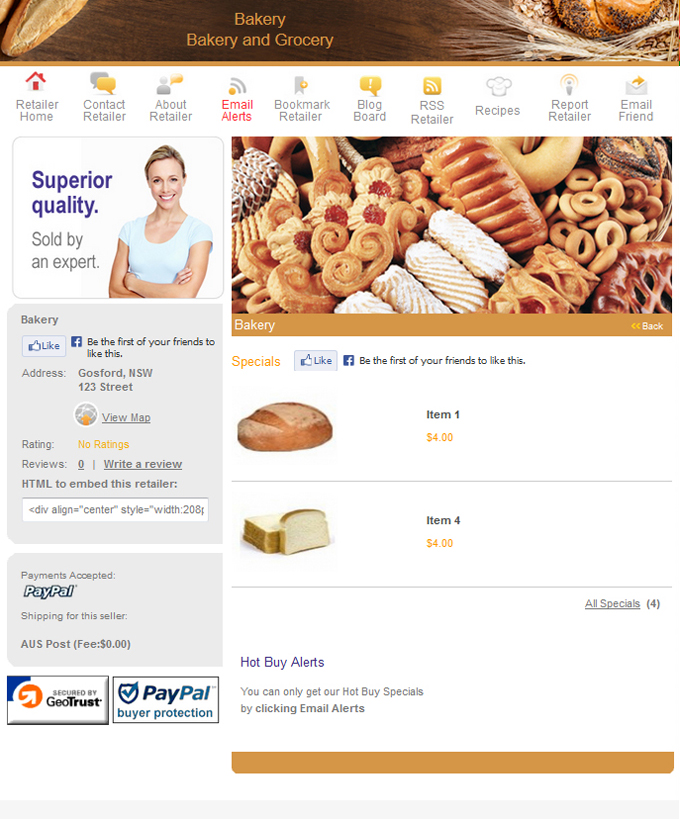 Bakery
Bakery and Grocery
Retailer Home
Contact Retailer
About Retailer
Email Alerts
Bookmark Retailer
Blog Board
RSS Retailer
Recipes
Report Retailer
Email Friend
Superior
quality.
Sold by
an expert.
Bakery
Like Be the first of your friends to
like this.
Address: Gosford, NSW
123 Street
View Map
Rating: No Ratings
Reviews: 0 | Write a review
HTML to embed this retailer:
<div align="center" style="width:208p
Payments Accepted:
PayPal
Shipping for this seller:
AUS Post (Fee:$0.00)
SECURED BY
GeoTrust
PayPal
buyer protection
Bakery
Back
Specials Like Be the first of your friends to like this.
Item 1
$4.00
Item 4
$4.00
All Specials (4)
Hot Buy Alerts
You can only get our Hot Buy Specials
by clicking Email Alerts